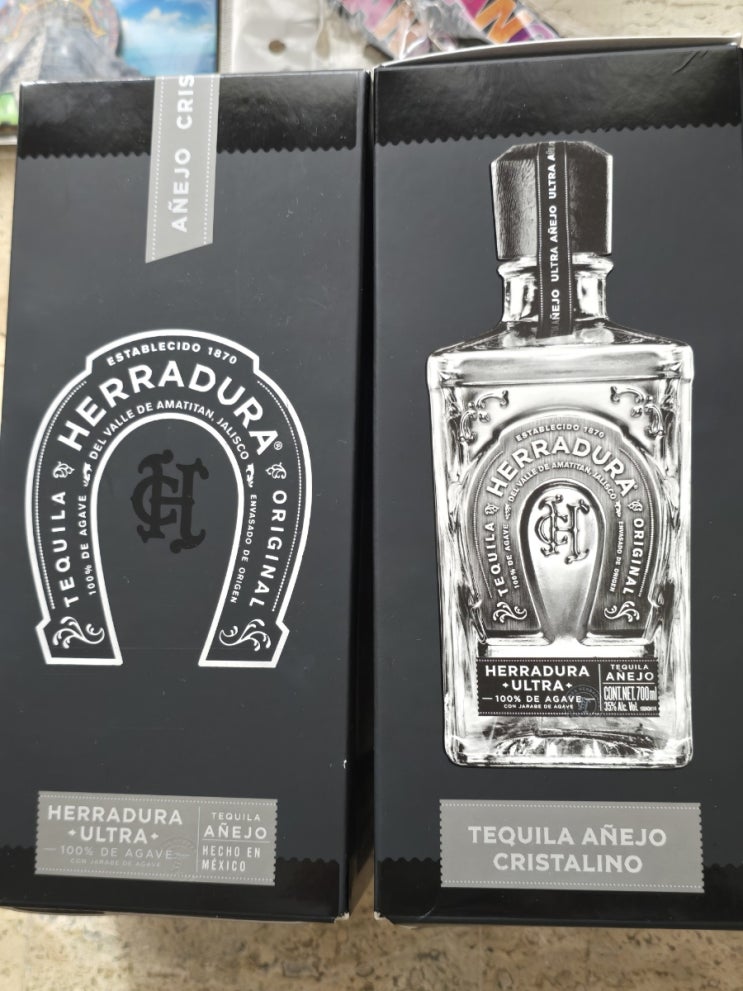 AÑEJO CRIS
ESTABLECIDO 1870
HERRADURA®
DEL VALLE DE AMATITAN, JALISCO
TEQUILA
100% DE AGAVE
ORIGINAL
ENVASADO DE ORIGEN
HERRADURA
ULTRA
100% DE AGAVE
CON JARABE DE AGAVE
TEQUILA
AÑEJO
HECHO EN
MÉXICO
AÑEJO ULTRA AÑEJO ULTRA
ESTABLECIDO 1870
HERRADURA
DEL VALLE DE AMATITAN, JALISCO
TEQUILA
100% DE AGAVE
ORIGINAL
ENVASADO DE ORIGEN
HERRADURA
ULTRA
100% DE AGAVE
CON JARABE DE AGAVE
TEQUILA
AÑEJO
CONT.NET.700ml
35% Alc. Vol.
TEQUILA AÑEJO
CRISTALINO